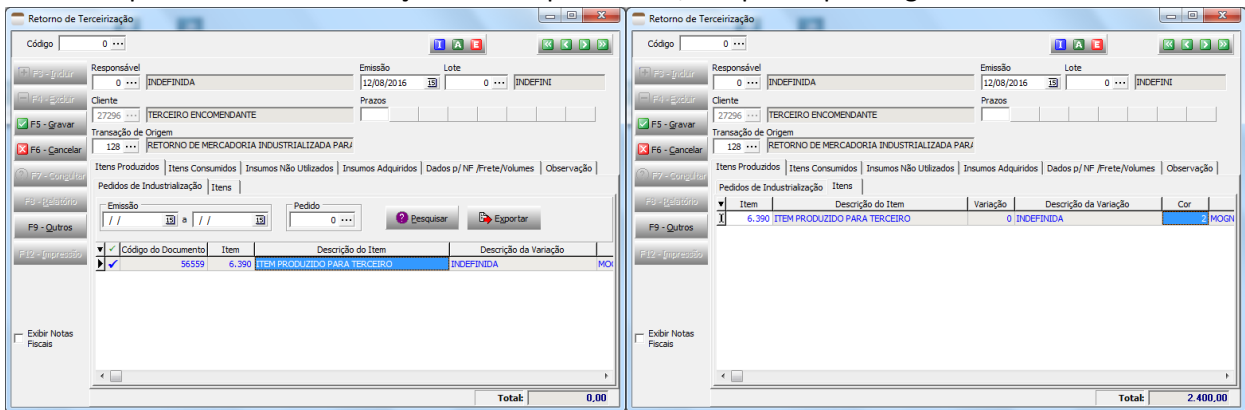 Retorno de Terceirização
Código 0 ... I A E
F3 - Incluir
F4 - Excluir
F5 - Gravar
F6 - Cancelar
F7 - Consultar
F8 - Relatório
F9 - Outros
F12 - Impressão
Exibir Notas
Fiscais
Responsável Emissão Lote
0 ... INDEFINIDA 12/08/2016 15 0 ... INDEFINI
Cliente Prazos
27296 ... TERCEIRO ENCOMENDANTE
Transação de Origem
128 ... RETORNO DE MERCADORIA INDUSTRIALIZADA PARA
Itens Produzidos Itens Consumidos Insumos Não Utilizados Insumos Adquiridos Dados p/ NF /Frete/Volumes Observação
Pedidos de Industrialização Itens
Emissão Pedido
/ / 15 a / / 15 0 ... ? Pesquisar Exportar
Código do Documento Item Descrição do Item Descrição da Variação
56559 6.390 ITEM PRODUZIDO PARA TERCEIRO INDEFINIDA MO
Total: 0,00
Retorno de Terceirização
Código 0 ... I A E
F3 - Incluir
F4 - Excluir
F5 - Gravar
F6 - Cancelar
F7 - Consultar
F8 - Relatório
F9 - Outros
F12 - Impressão
Exibir Notas
Fiscais
Responsável Emissão Lote
0 ... INDEFINIDA 12/08/2016 15 0 ... INDEFINI
Cliente Prazos
27296 ... TERCEIRO ENCOMENDANTE
Transação de Origem
128 ... RETORNO DE MERCADORIA INDUSTRIALIZADA PARA
Itens Produzidos Itens Consumidos Insumos Não Utilizados Insumos Adquiridos Dados p/ NF /Frete/Volumes Observação
Pedidos de Industrialização Itens
Item Descrição do Item Variação Descrição da Variação Cor
6.390 ITEM PRODUZIDO PARA TERCEIRO 0 INDEFINIDA 2 MOGN
Total: 2.400,00